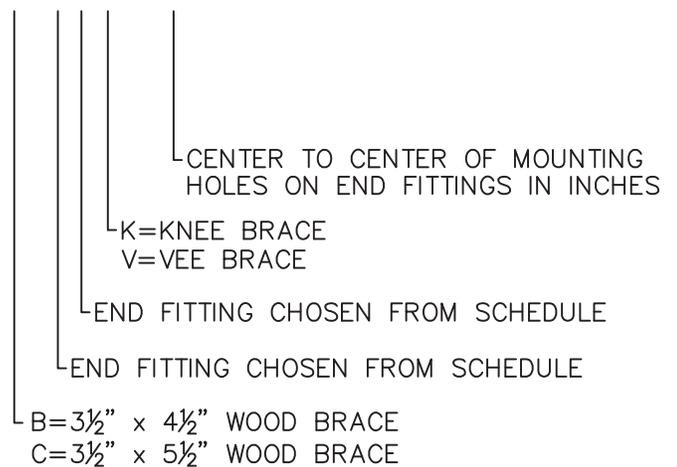 CENTER TO CENTER OF MOUNTING
HOLES ON END FITTINGS IN INCHES
K=KNEE BRACE
V=VEE BRACE
END FITTING CHOSEN FROM SCHEDULE
END FITTING CHOSEN FROM SCHEDULE
B=3½” x 4½” WOOD BRACE
C=3½” x 5½” WOOD BRACE